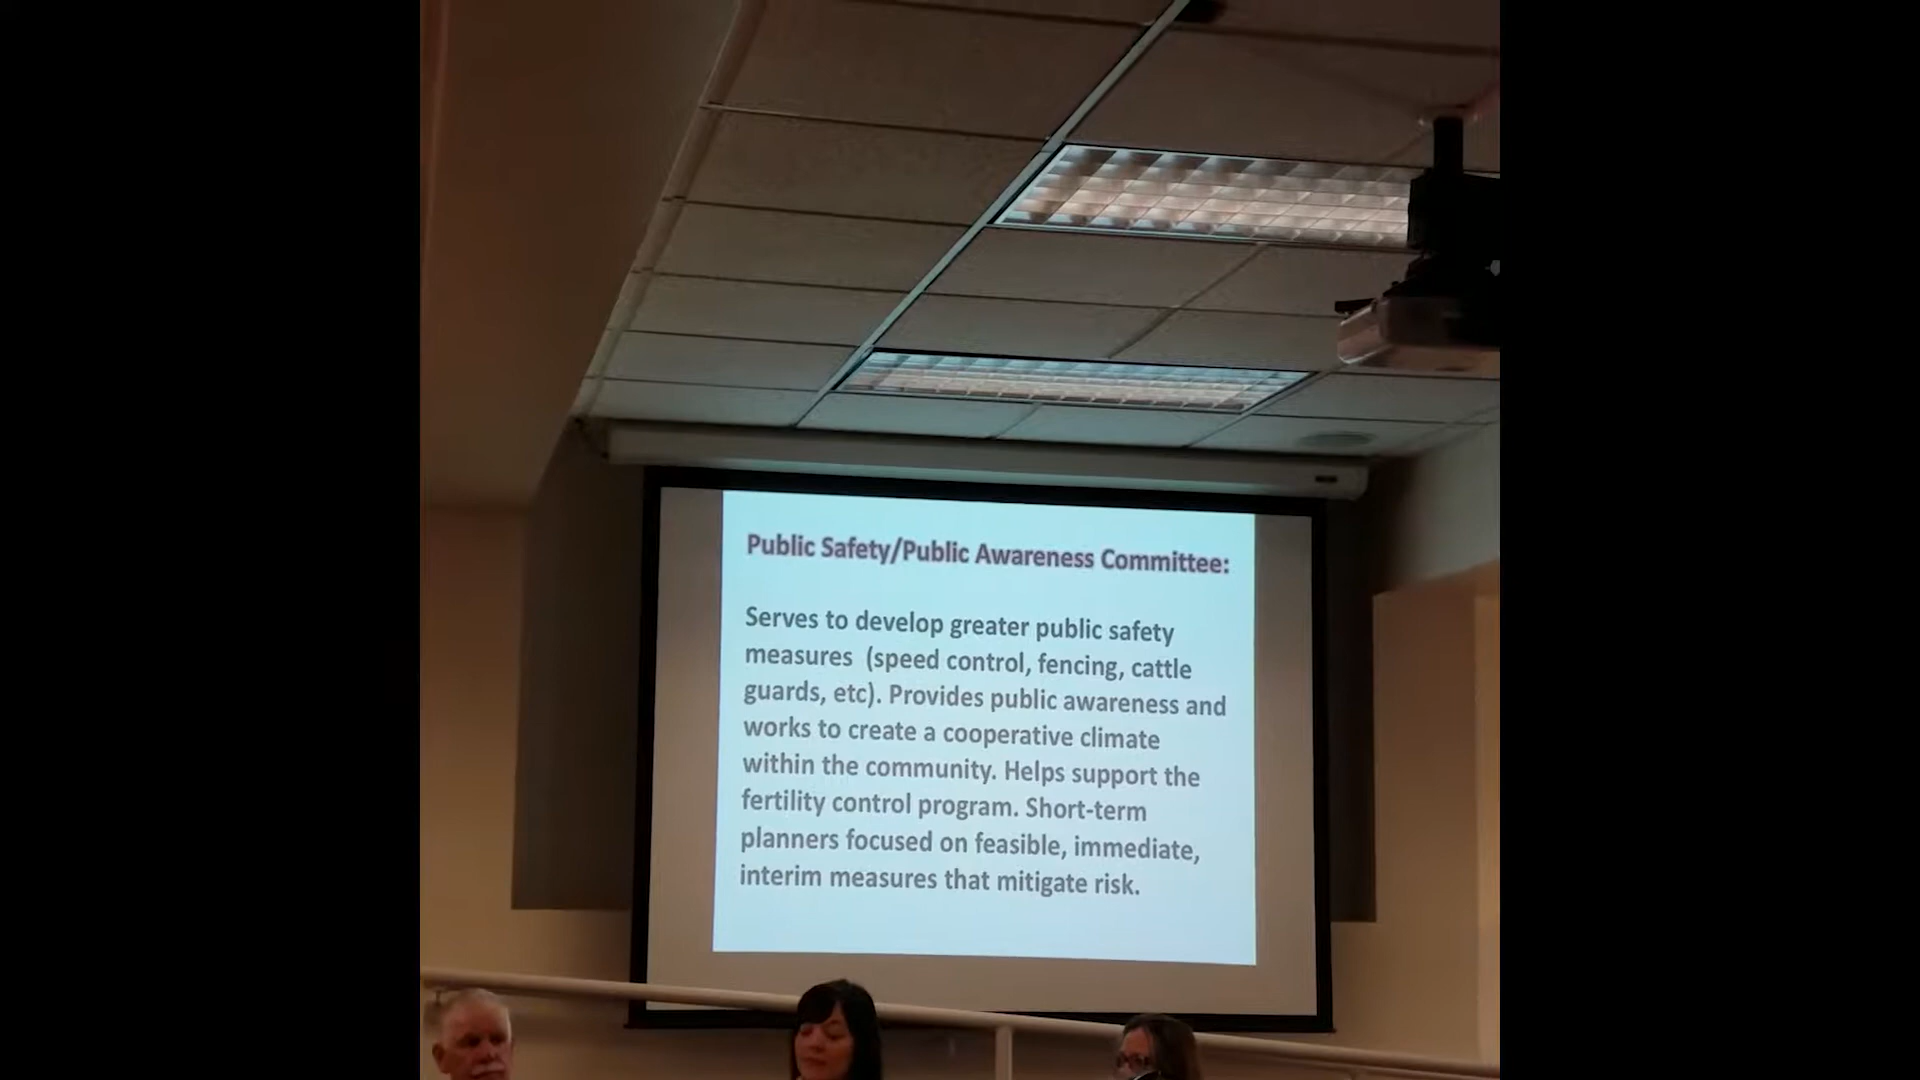 Public Safety/Public Awareness Committee:
Serves to develop greater public safety
measures (speed control, fencing, cattle
guards, etc). Provides public awareness and
works to create a cooperative climate
within the community. Helps support the
fertility control program. Short-term
planners focused on feasible, immediate,
interim measures that mitigate risk.